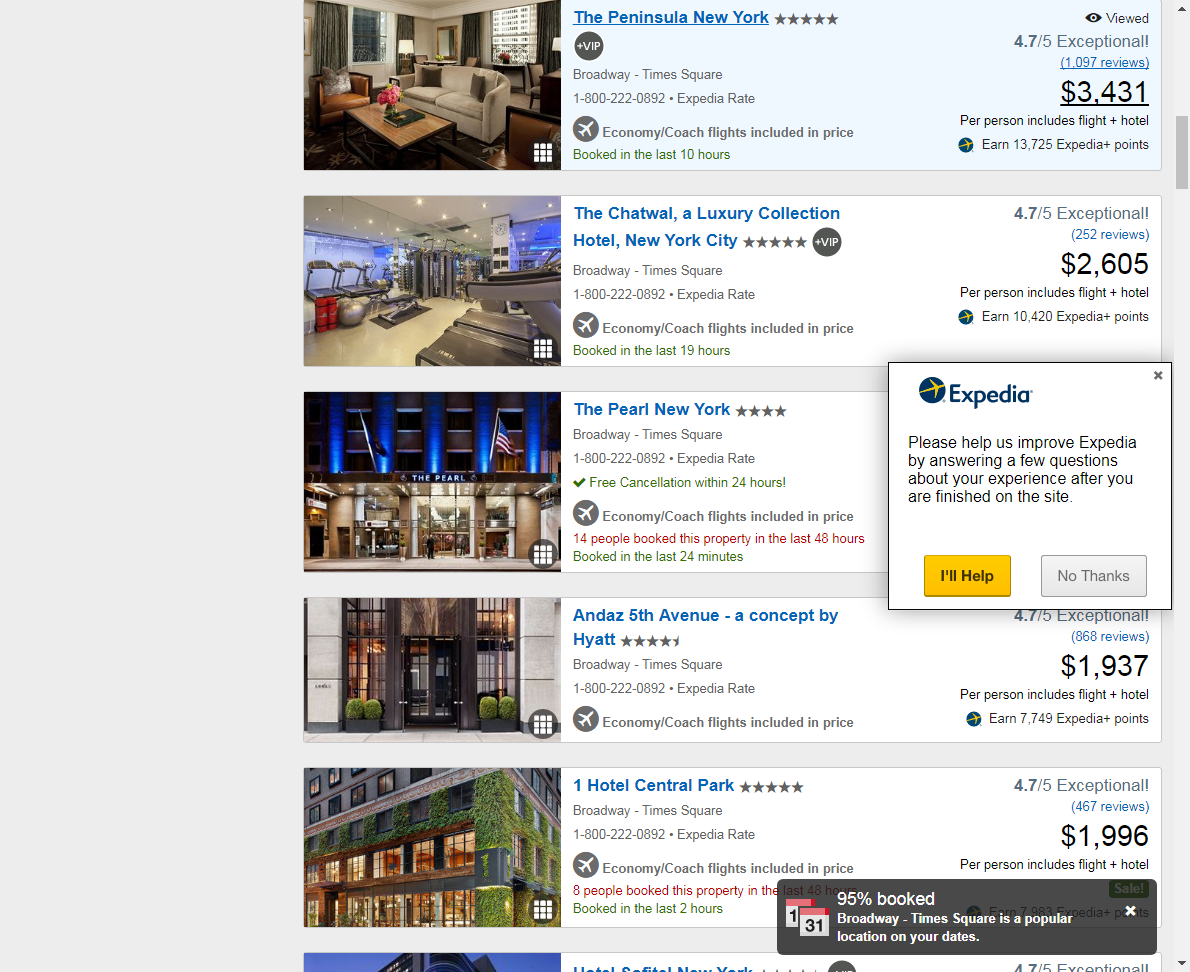 The Peninsula New York
Viewed
+VIP
4.7/5 Exceptional!
(1,097 reviews)
Broadway - Times Square
$3,431
1-800-222-0892 • Expedia Rate
Per person includes flight + hotel
Economy/Coach flights included in price
Earn 13,725 Expedia+ points
Booked in the last 10 hours
The Chatwal, a Luxury Collection
Hotel, New York City
+VIP
4.7/5 Exceptional!
(252 reviews)
$2,605
Broadway - Times Square
1-800-222-0892 • Expedia Rate
Per person includes flight + hotel
Economy/Coach flights included in price
Earn 10,420 Expedia+ points
Booked in the last 19 hours
THE PEARL
The Pearl New York
Broadway - Times Square
1-800-222-0892 • Expedia Rate
Free Cancellation within 24 hours!
Economy/Coach flights included in price
14 people booked this property in the last 48 hours
Booked in the last 24 minutes
Expedia
Please help us improve Expedia
by answering a few questions
about your experience after you
are finished on the site.
I'll Help
No Thanks
Andaz 5th Avenue - a concept by
Hyatt
4.7/5 Exceptional!
(868 reviews)
$1,937
Broadway - Times Square
1-800-222-0892 • Expedia Rate
Per person includes flight + hotel
Economy/Coach flights included in price
Earn 7,749 Expedia+ points
1 Hotel Central Park
4.7/5 Exceptional!
(467 reviews)
$1,996
Broadway - Times Square
1-800-222-0892 • Expedia Rate
Per person includes flight + hotel
Economy/Coach flights included in price
8 people booked this property in the last 48 hours
Sale!
Booked in the last 2 hours
Earn 7,983 Expedia+ points
1
31
95% booked
Broadway - Times Square is a popular
location on your dates.
Hotel Sofitel New York
+VIP
4.7/5 Exceptional!